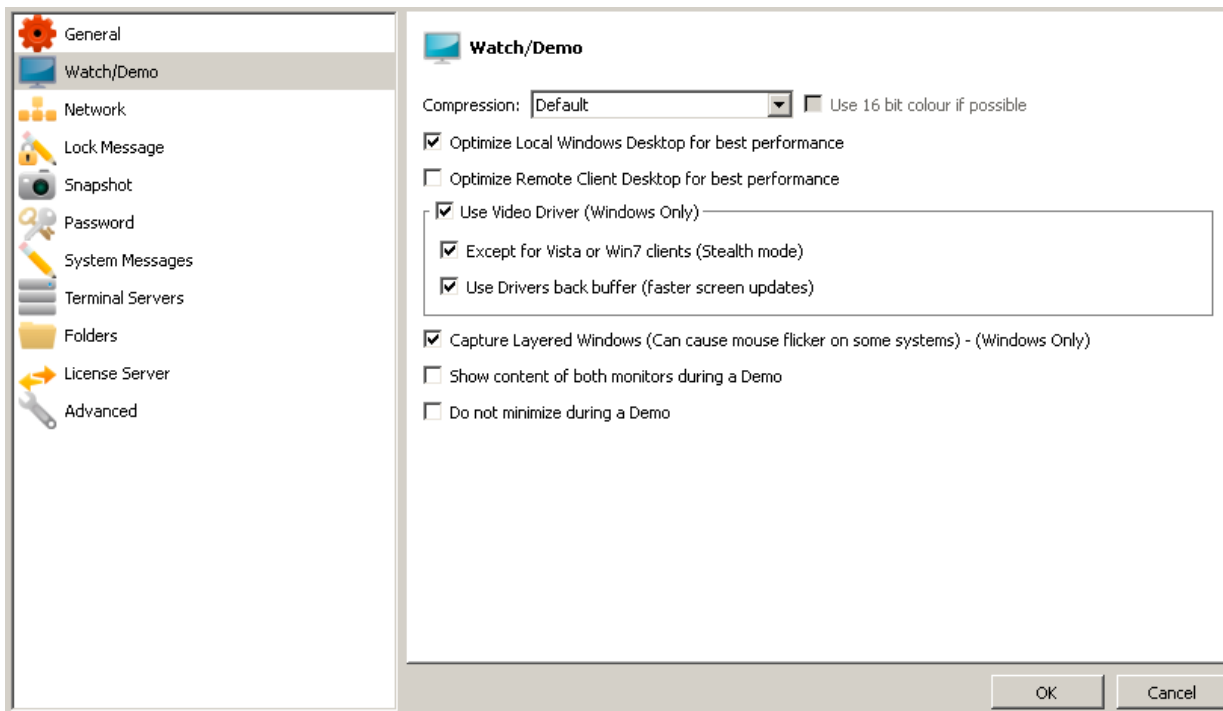 General
Watch/Demo
Network
Lock Message
Snapshot
Password
System Messages
Terminal Servers
Folders
License Server
Advanced
Watch/Demo
Compression: Default Use 16 bit colour if possible
Optimize Local Windows Desktop for best performance
Optimize Remote Client Desktop for best performance
Use Video Driver (Windows Only)
Except for Vista or Win7 clients (Stealth mode)
Use Drivers back buffer (faster screen updates)
Capture Layered Windows (Can cause mouse flicker on some systems) - (Windows Only)
Show content of both monitors during a Demo
Do not minimize during a Demo
OK Cancel